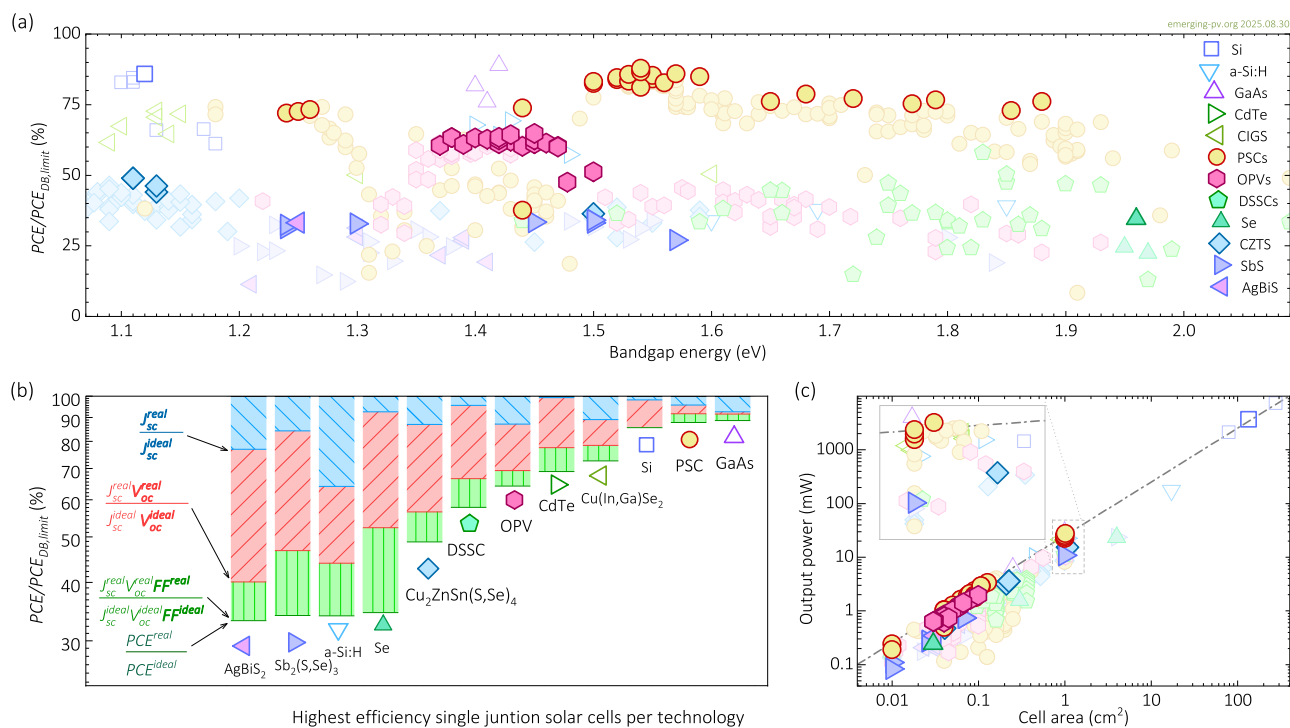 (a)
emerging-pv.org 2025.08.30
100
75
50
25
0
PCE/PCE_DB,limit (%)
1.1 1.2 1.3 1.4 1.5 1.6 1.7 1.8 1.9 2.0
Bandgap energy (eV)
Si
a-Si:H
GaAs
CdTe
CIGS
PSCs
OPVs
DSSCs
Se
CZTS
SbS
AgBiS
(b)
100
90
80
70
60
50
40
30
PCE/PCE_DB,limit (%)
J_sc^real
J_sc^ideal
J_sc^real V_oc^real
J_sc^ideal V_oc^ideal
J_sc^real V_oc^real FF^real
J_sc^ideal V_oc^ideal FF^ideal
PCE^real
PCE^ideal
AgBiS₂
Sb₂(S,Se)₃
a-Si:H
Se
Cu₂ZnSn(S,Se)₄
DSSC
OPV
CdTe
Cu(In,Ga)Se₂
Si
PSC
GaAs
Highest efficiency single juntion solar cells per technology
(c)
1000
100
10
1
0.1
Output power (mW)
0.01 0.1 1 10 100
Cell area (cm²)